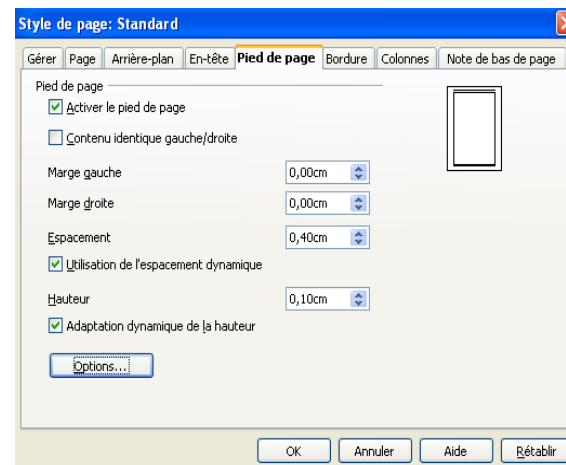 Style de page: Standard
Gérer Page Arrière-plan En-tête Pied de page Bordure Colonnes Note de bas de page
Pied de page
Activer le pied de page
Contenu identique gauche/droite
Marge gauche 0,00cm
Marge droite 0,00cm
Espacement 0,40cm
Utilisation de l'espacement dynamique
Hauteur 0,10cm
Adaptation dynamique de la hauteur
Options...
OK Annuler Aide Rétablir